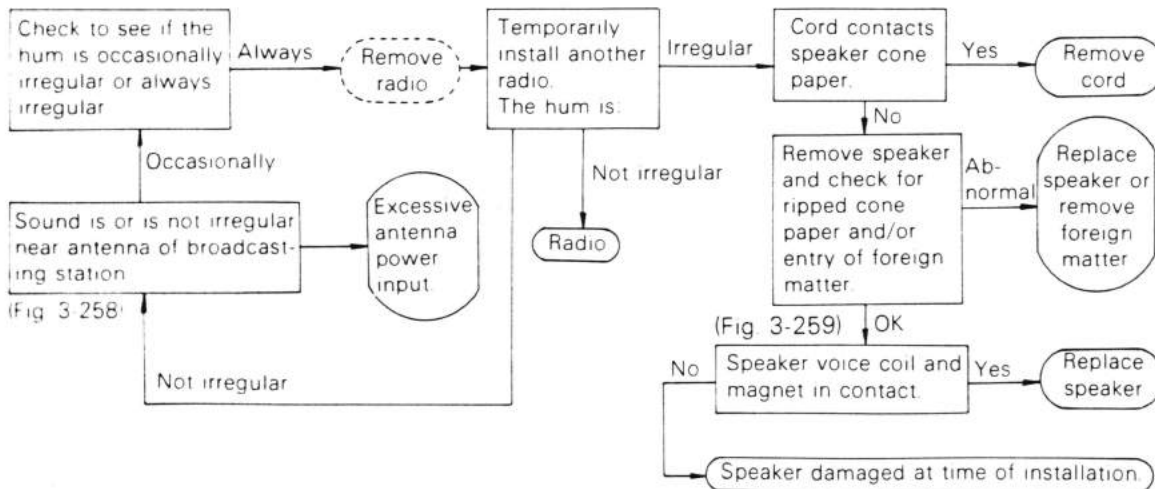 Check to see if the
hum is occasionally
irregular or always
irregular
Always
Remove
radio
Temporarily
install another
radio.
The hum is:
Irregular
Cord contacts
speaker cone
paper.
Yes
Remove
cord
No
Occasionally
Not irregular
Radio
Remove speaker
and check for
ripped cone
paper and/or
entry of foreign
matter.
Ab-
normal
Replace
speaker or
remove
foreign
matter
Sound is or is not irregular
near antenna of broadcast-
ing station
(Fig 3-258)
Excessive
antenna
power
input.
(Fig. 3-259)
OK
Not irregular
No
Speaker voice coil and
magnet in contact.
Yes
Replace
speaker
Speaker damaged at time of installation.